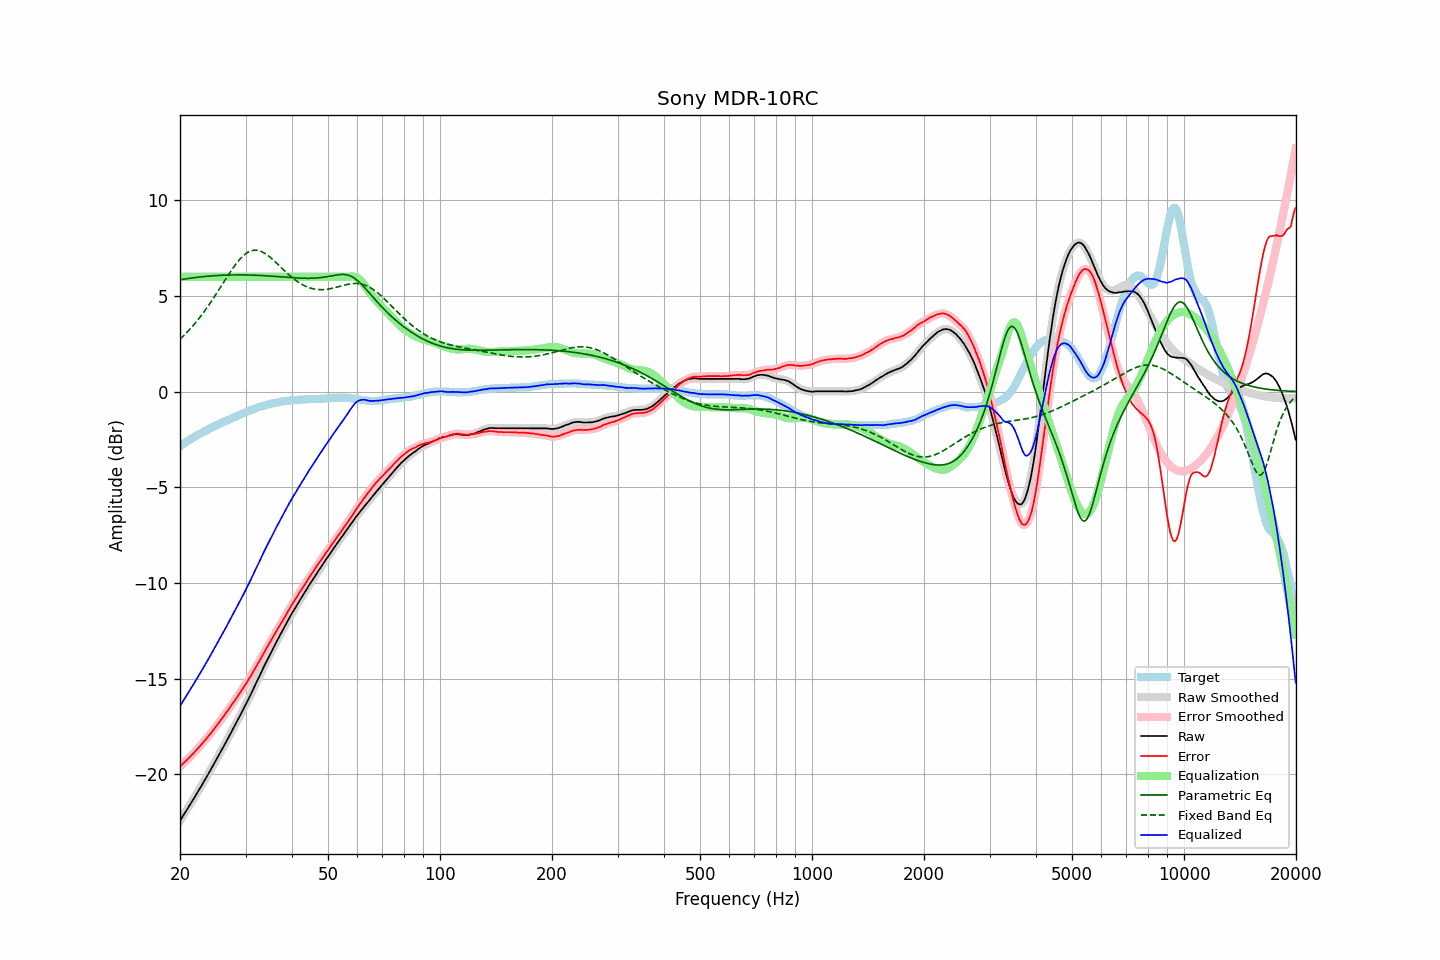 Sony MDR-10RC
Amplitude (dBr)
10
5
0
−5
−10
−15
−20
20
50
100
200
500
1000
2000
5000
10000
20000
Frequency (Hz)
Target
Raw Smoothed
Error Smoothed
Raw
Error
Equalization
Parametric Eq
Fixed Band Eq
Equalized